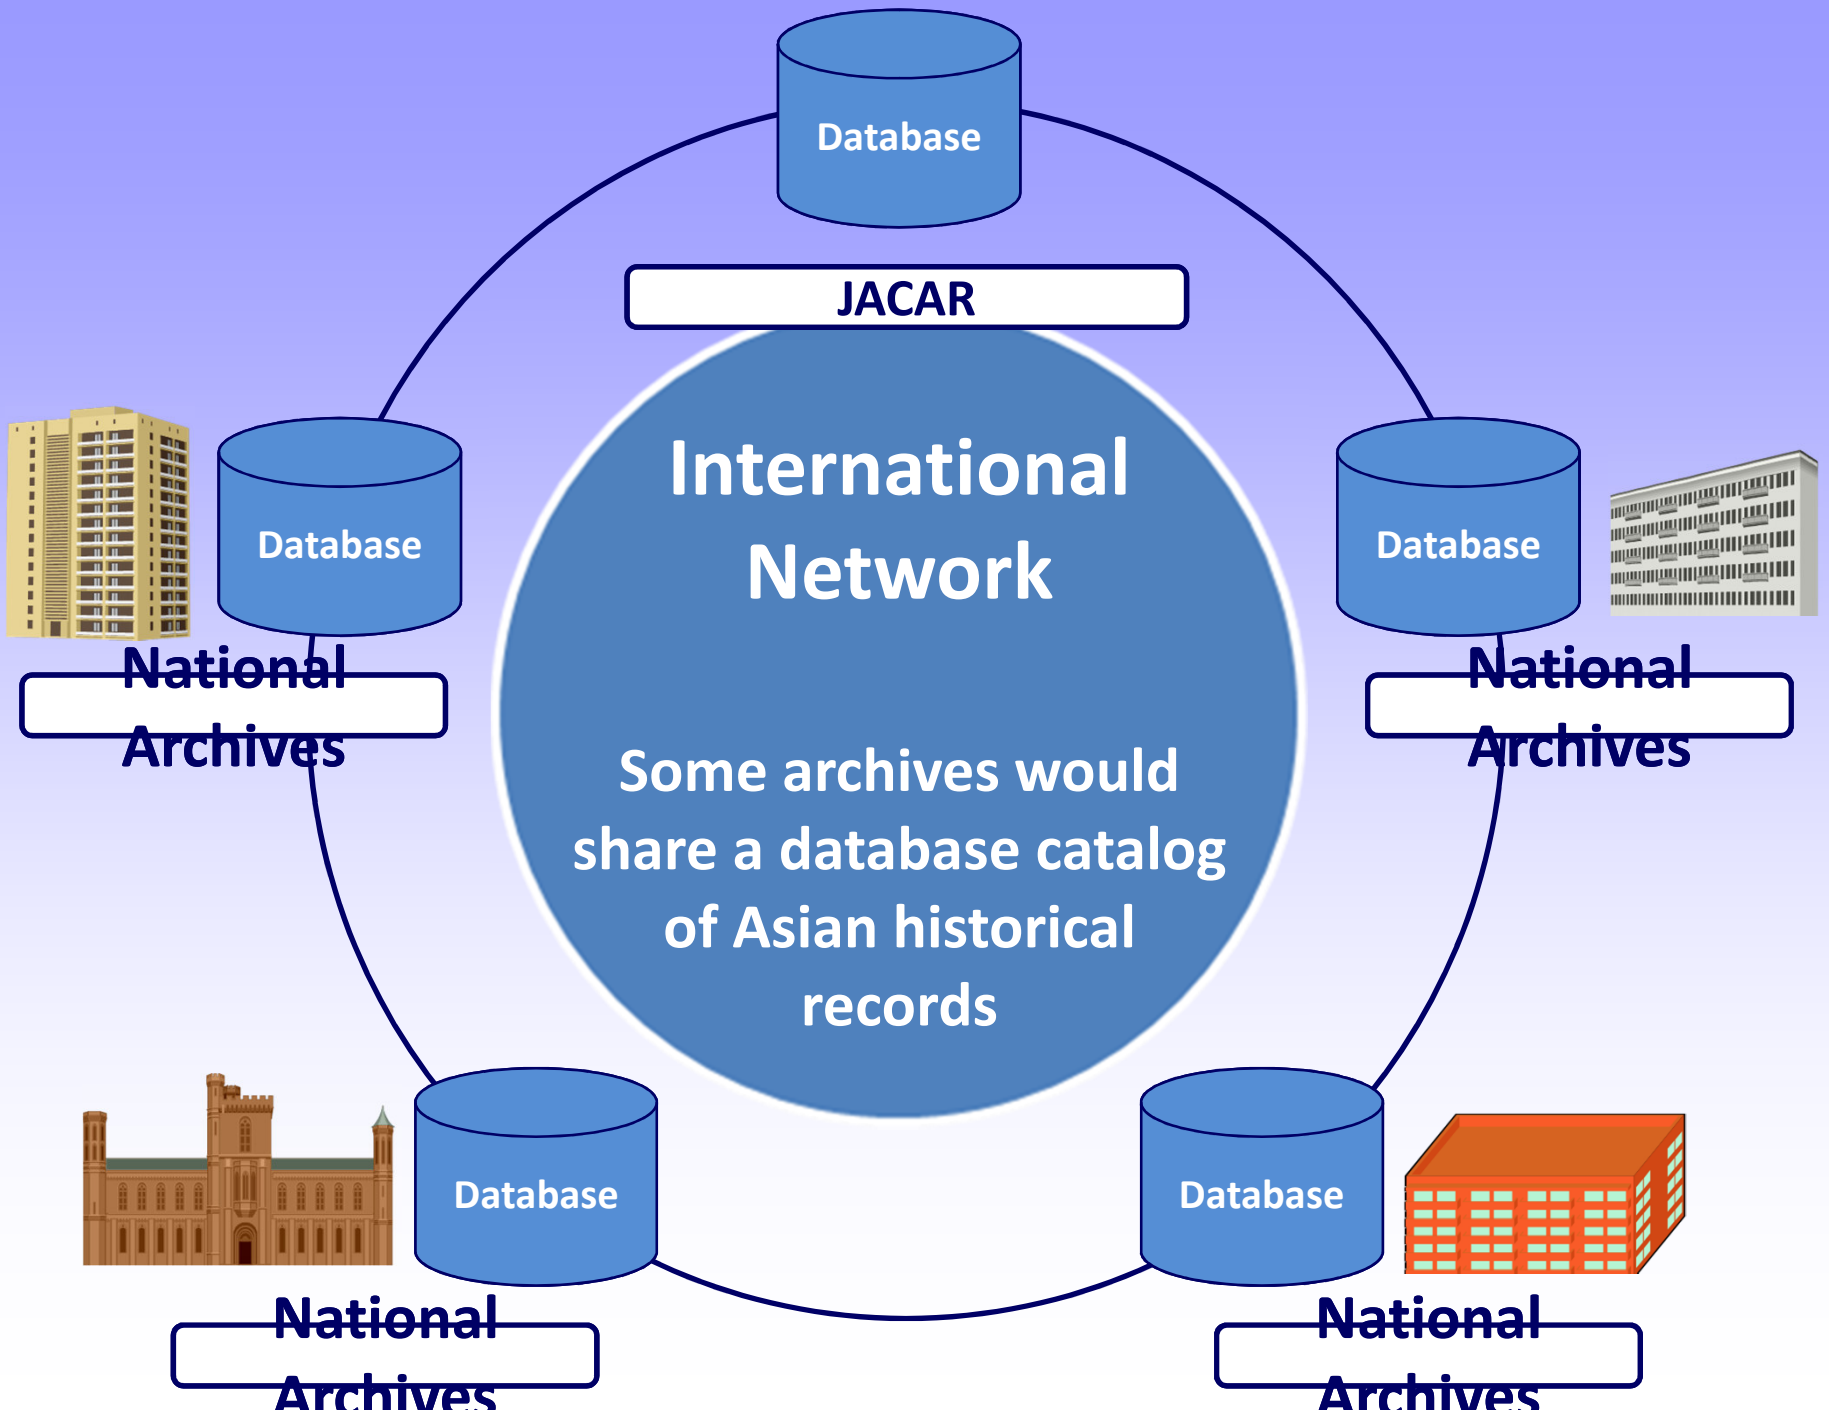 Database
JACAR
International
Network
Some archives would
share a database catalog
of Asian historical
records
Database
National
Archives
Database
National
Archives
Database
National
Archives
Database
National
Archives